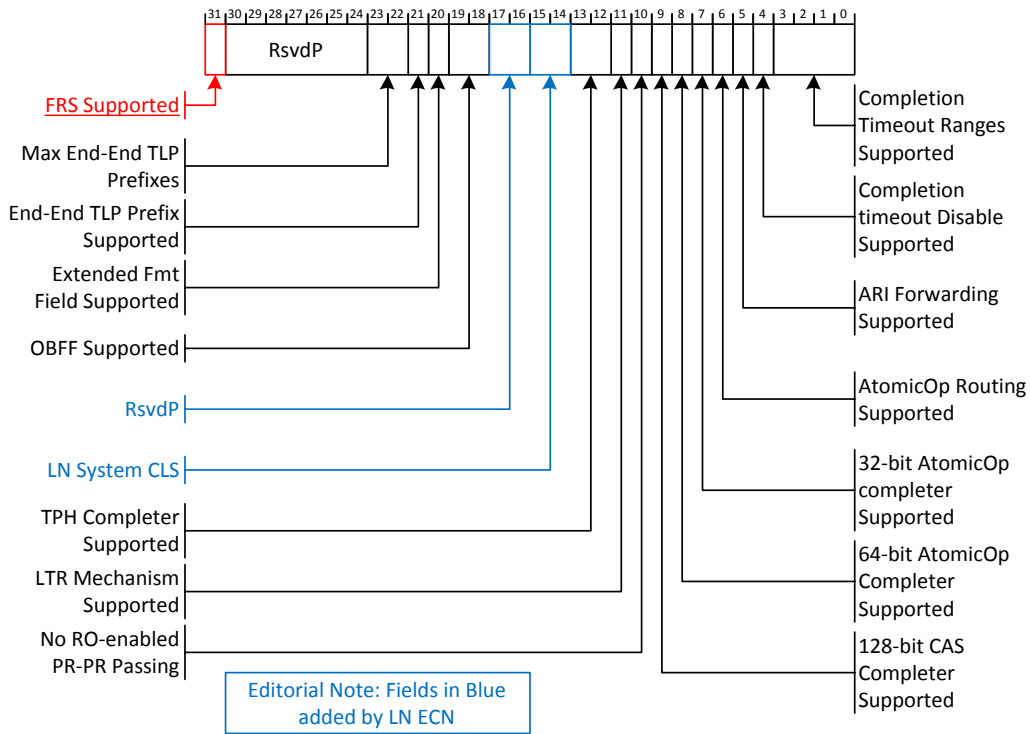 31 30 29 28 27 26 25 24 23 22 21 20 19 18 17 16 15 14 13 12 11 10 9 8 7 6 5 4 3 2 1 0
RsvdP
FRS Supported
Max End-End TLP
Prefixes
End-End TLP Prefix
Supported
Extended Fmt
Field Supported
OBFF Supported
RsvdP
LN System CLS
TPH Completer
Supported
LTR Mechanism
Supported
No RO-enabled
PR-PR Passing
Completion
Timeout Ranges
Supported
Completion
timeout Disable
Supported
ARI Forwarding
Supported
AtomicOp Routing
Supported
32-bit AtomicOp
completer
Supported
64-bit AtomicOp
Completer
Supported
128-bit CAS
Completer
Supported
Editorial Note: Fields in Blue
added by LN ECN